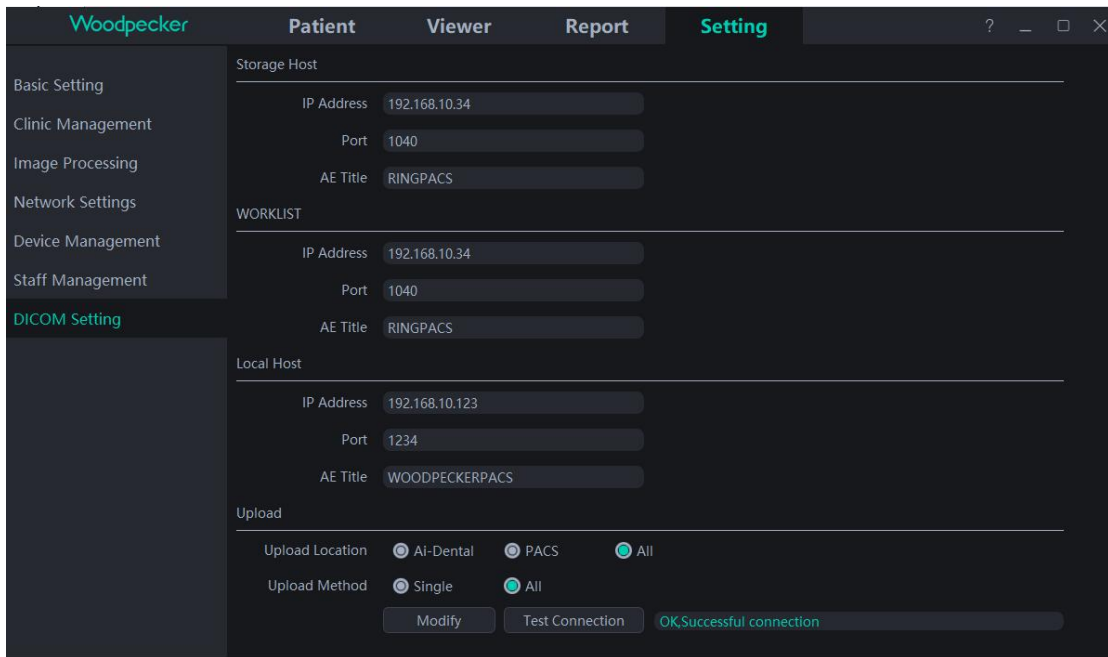 Woodpecker Patient Viewer Report Setting ?
Basic Setting
Clinic Management
Image Processing
Network Settings
Device Management
Staff Management
DICOM Setting
Storage Host
IP Address 192.168.10.34
Port 1040
AE Title RINGPACS
WORKLIST
IP Address 192.168.10.34
Port 1040
AE Title RINGPACS
Local Host
IP Address 192.168.10.123
Port 1234
AE Title WOODPECKERPACS
Upload
Upload Location Ai-Dental PACS All
Upload Method Single All
Modify Test Connection OK,Successful connection